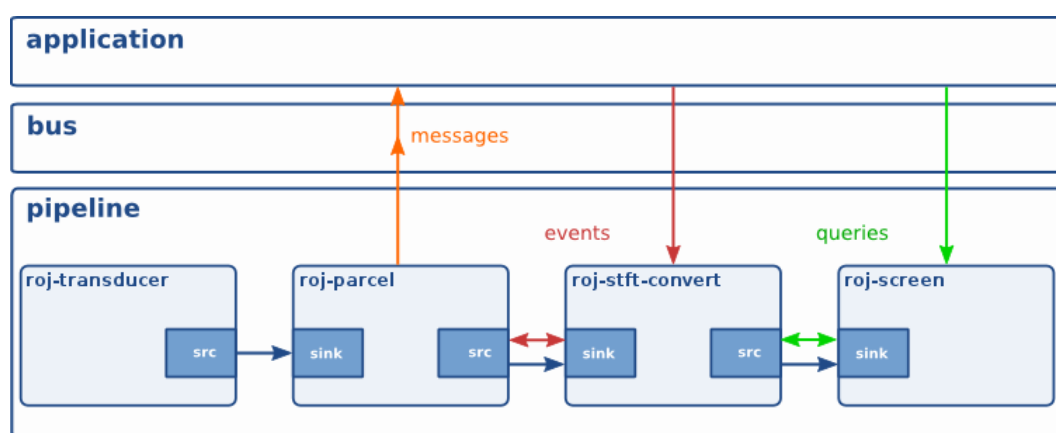 application
bus
messages
pipeline
events
queries
roj-transducer
roj-parcel
roj-stft-convert
roj-screen
src
sink
src
sink
src
sink